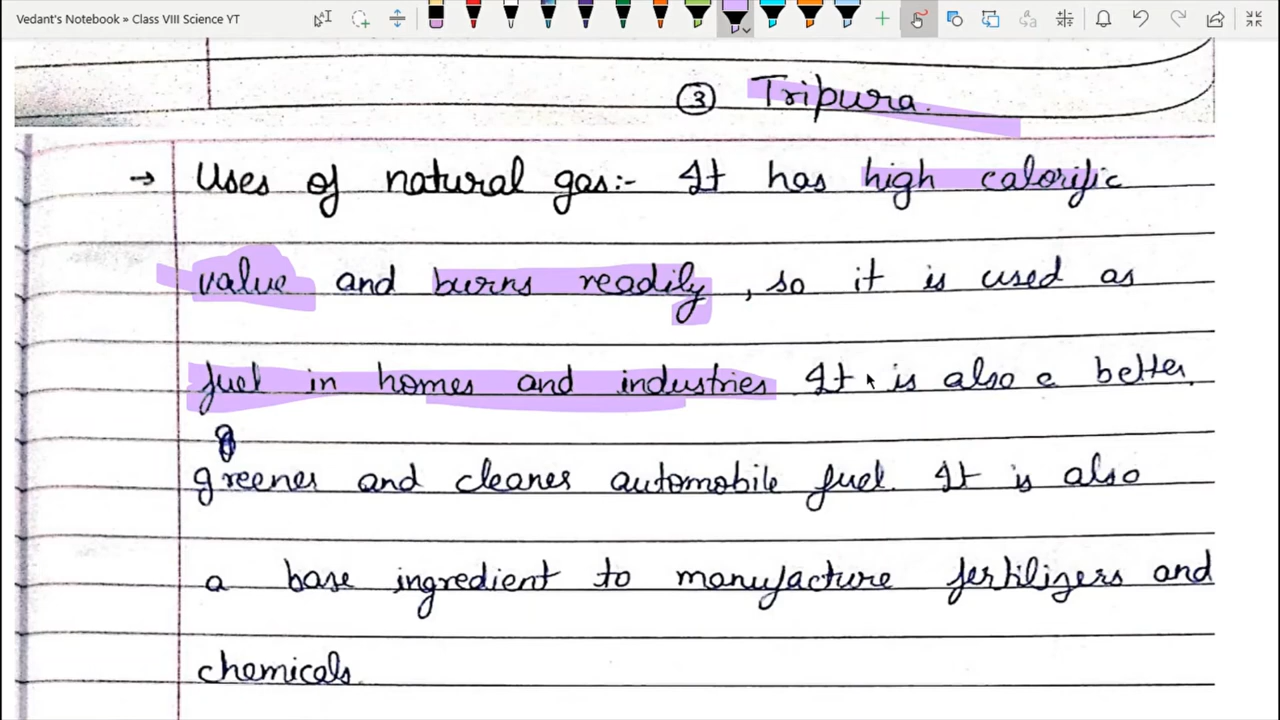 Vedant's Notebook » Class VIII Science YT
③ Tripura.
→ Uses of natural gas:- It has high calorific
value and burns readily, so it is used as
fuel in homes and industries It is also a better
greener and cleaner automobile fuel. It is also
a base ingredient to manufacture fertilizers and
chemicals.